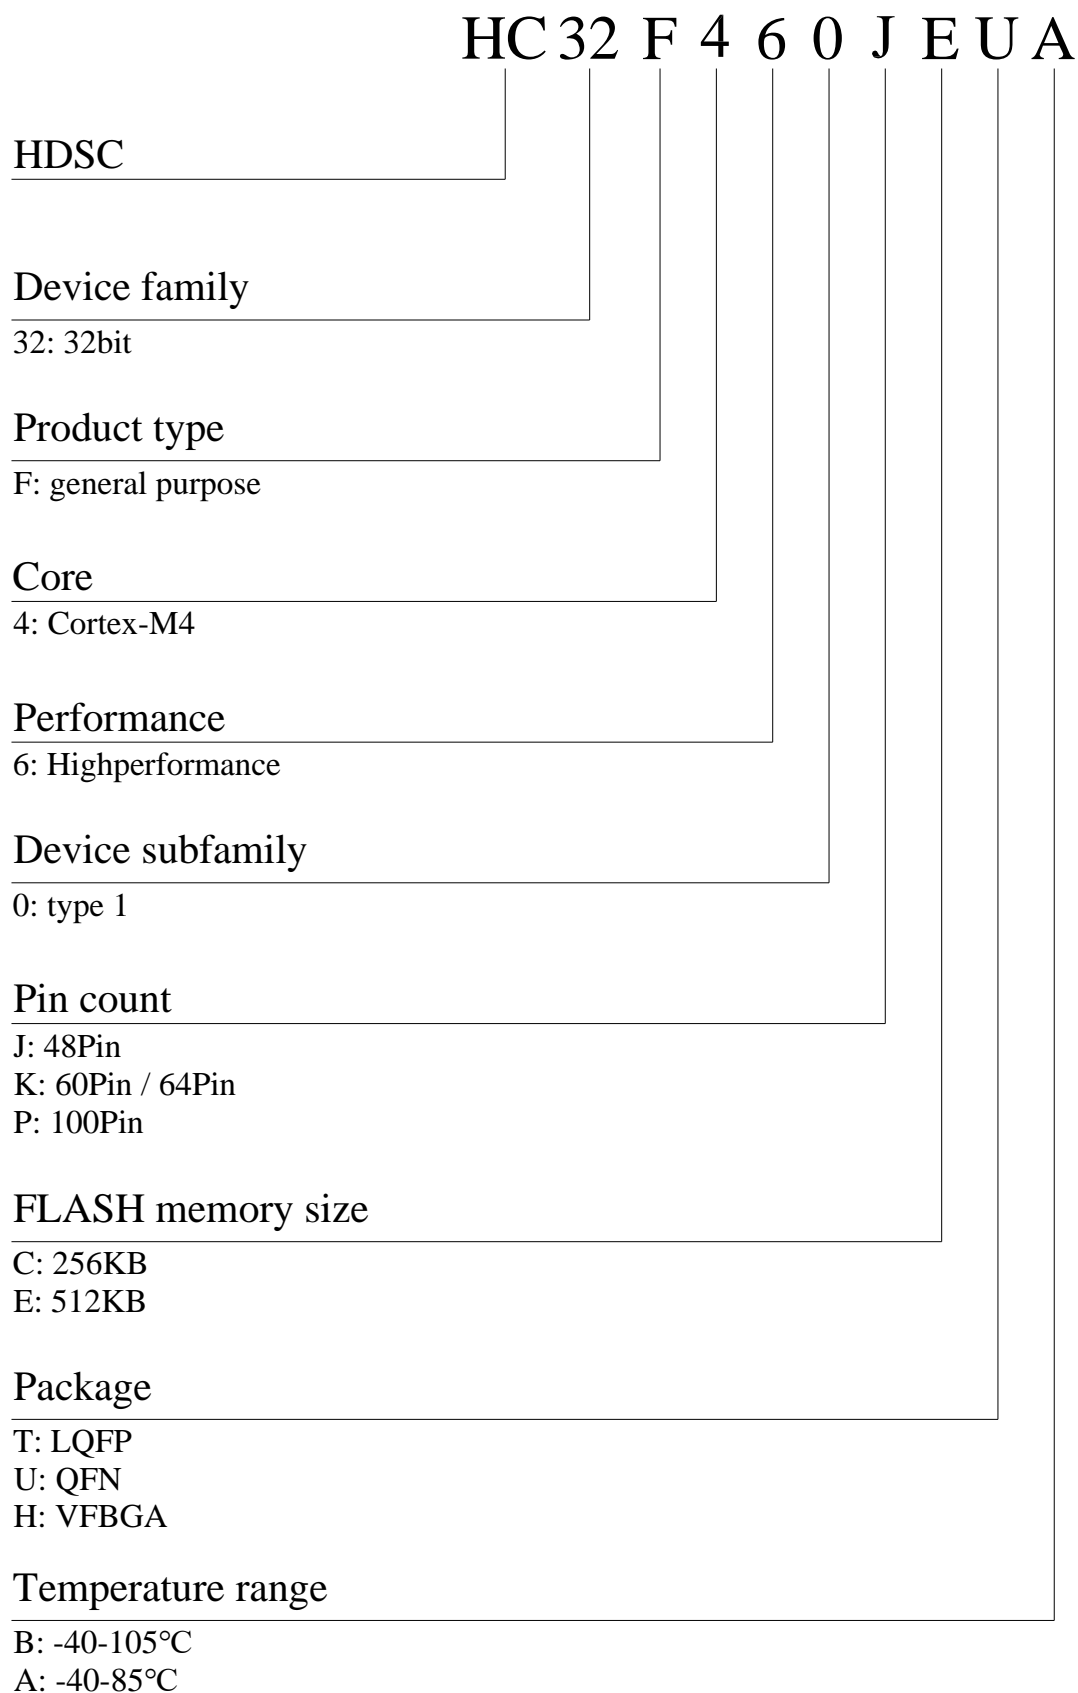 HC32F460JEUA
HDSC
Device family
32: 32bit
Product type
F: general purpose
Core
4: Cortex-M4
Performance
6: Highperformance
Device subfamily
0: type 1
Pin count
J: 48Pin
K: 60Pin / 64Pin
P: 100Pin
FLASH memory size
C: 256KB
E: 512KB
Package
T: LQFP
U: QFN
H: VFBGA
Temperature range
B: -40-105℃
A: -40-85℃